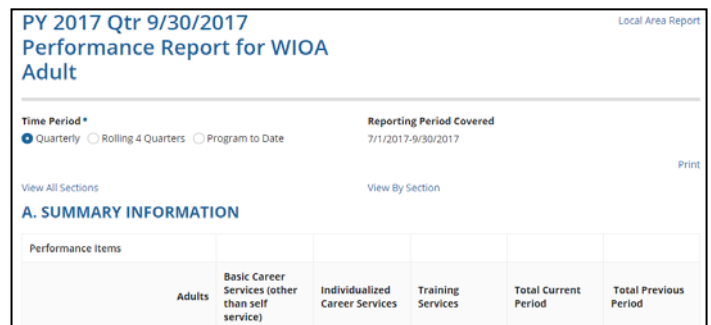 PY 2017 Qtr 9/30/2017
Performance Report for WIOA
Adult
Local Area Report
Time Period *
Quarterly Rolling 4 Quarters Program to Date
Reporting Period Covered
7/1/2017-9/30/2017
Print
View All Sections
View By Section
A. SUMMARY INFORMATION
Performance Items
Adults
Basic Career
Services (other
than self
service)
Individualized
Career Services
Training
Services
Total Current
Period
Total Previous
Period